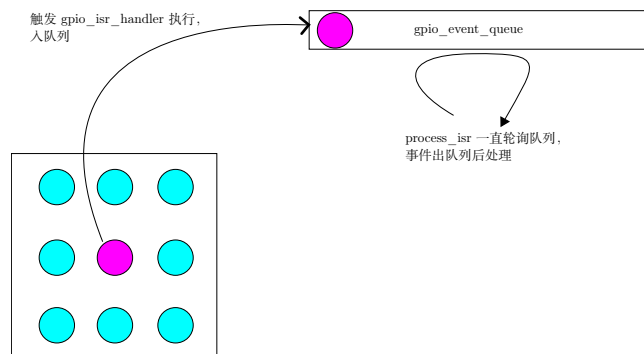 触发 gpio_isr_handler 执行，
入队列
gpio_event_queue
process_isr 一直轮询队列，
事件出队列后处理